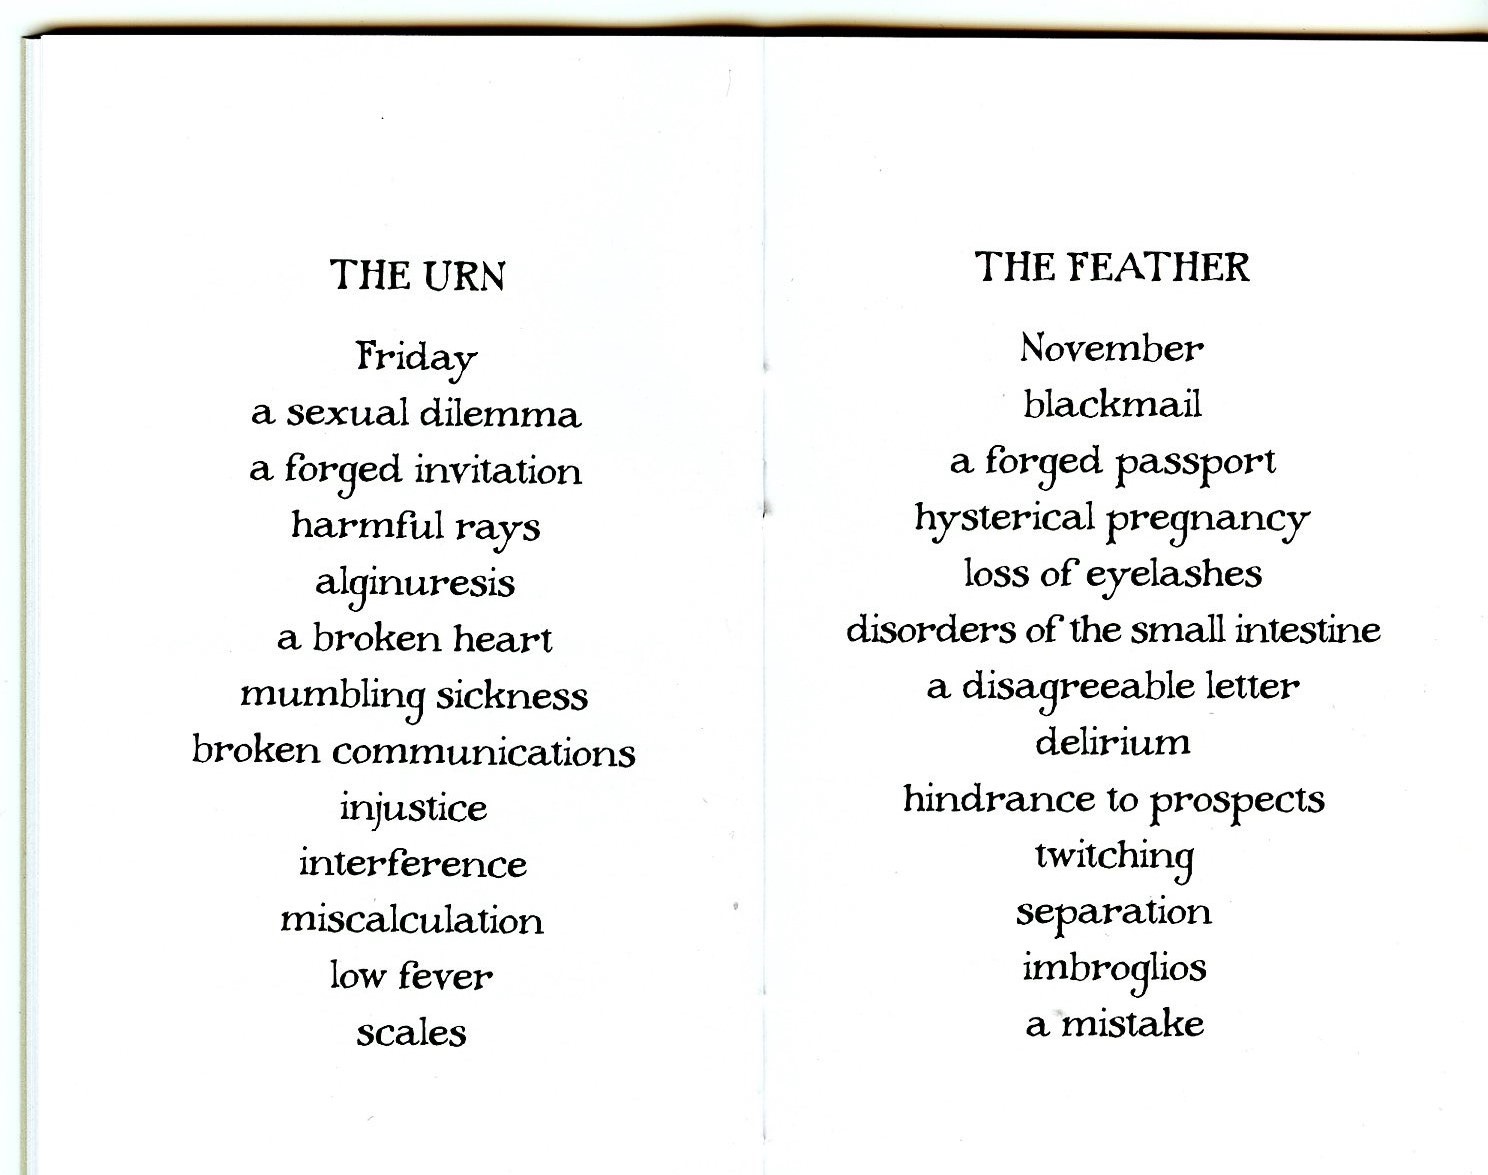 THE URN
Friday
a sexual dilemma
a forged invitation
harmful rays
alginuresis
a broken heart
mumbling sickness
broken communications
injustice
interference
miscalculation
low fever
scales
THE FEATHER
November
blackmail
a forged passport
hysterical pregnancy
loss of eyelashes
disorders of the small intestine
a disagreeable letter
delirium
hindrance to prospects
twitching
separation
imbroglios
a mistake